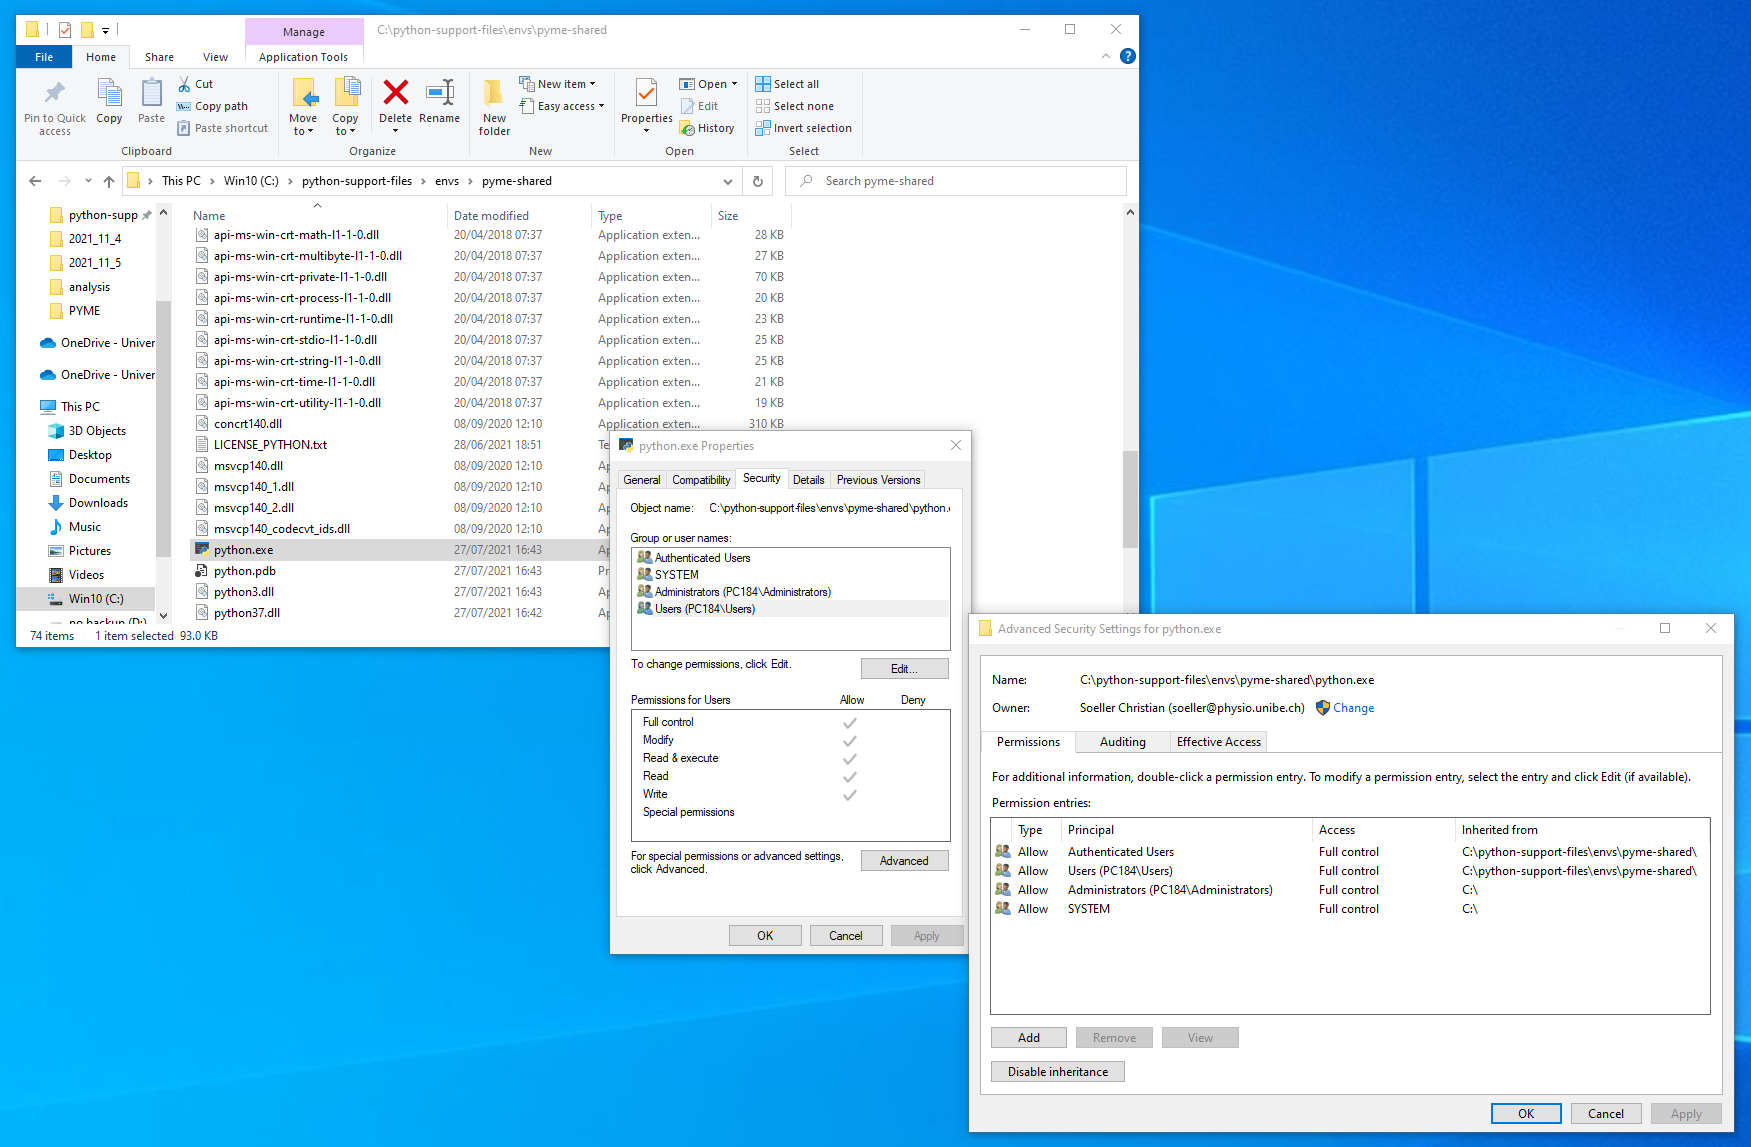 Manage
C:\python-support-files\envs\pyme-shared
File
Home
Share
View
Application Tools
Pin to Quick access
Copy
Paste
Cut
Copy path
Paste shortcut
Clipboard
Move to
Copy to
Delete
Rename
Organize
New folder
New item
Easy access
New
Properties
Open
Edit
History
Open
Select all
Select none
Invert selection
Select
This PC > Win10 (C:) > python-support-files > envs > pyme-shared
Search pyme-shared
python-supp
2021_11_4
2021_11_5
analysis
PYME
OneDrive - Univer
OneDrive - Univer
This PC
3D Objects
Desktop
Documents
Downloads
Music
Pictures
Videos
Win10 (C:)
no backup (D:)
Name Date modified Type Size
api-ms-win-crt-math-l1-1-0.dll 20/04/2018 07:37 Application exten... 28 KB
api-ms-win-crt-multibyte-l1-1-0.dll 20/04/2018 07:37 Application exten... 27 KB
api-ms-win-crt-private-l1-1-0.dll 20/04/2018 07:37 Application exten... 70 KB
api-ms-win-crt-process-l1-1-0.dll 20/04/2018 07:37 Application exten... 20 KB
api-ms-win-crt-runtime-l1-1-0.dll 20/04/2018 07:37 Application exten... 23 KB
api-ms-win-crt-stdio-l1-1-0.dll 20/04/2018 07:37 Application exten... 25 KB
api-ms-win-crt-string-l1-1-0.dll 20/04/2018 07:37 Application exten... 25 KB
api-ms-win-crt-time-l1-1-0.dll 20/04/2018 07:37 Application exten... 21 KB
api-ms-win-crt-utility-l1-1-0.dll 20/04/2018 07:37 Application exten... 19 KB
concrt140.dll 08/09/2020 12:10 Application exten... 310 KB
LICENSE_PYTHON.txt 28/06/2021 18:51 Te
msvcp140.dll 08/09/2020 12:10 Ap
msvcp140_1.dll 08/09/2020 12:10 Ap
msvcp140_2.dll 08/09/2020 12:10 Ap
msvcp140_codecvt_ids.dll 08/09/2020 12:10 Ap
python.exe 27/07/2021 16:43 Ap
python.pdb 27/07/2021 16:43 Pr
python3.dll 27/07/2021 16:43 Ap
python37.dll 27/07/2021 16:42 Ap
74 items 1 item selected 93.0 KB
python.exe Properties
General Compatibility Security Details Previous Versions
Object name: C:\python-support-files\envs\pyme-shared\python.e
Group or user names:
Authenticated Users
SYSTEM
Administrators (PC184\Administrators)
Users (PC184\Users)
To change permissions, click Edit.
Edit...
Permissions for Users Allow Deny
Full control
Modify
Read & execute
Read
Write
Special permissions
For special permissions or advanced settings, click Advanced.
Advanced
OK Cancel Apply
Advanced Security Settings for python.exe
Name: C:\python-support-files\envs\pyme-shared\python.exe
Owner: Soeller Christian (soeller@physio.unibe.ch) Change
Permissions Auditing Effective Access
For additional information, double-click a permission entry. To modify a permission entry, select the entry and click Edit (if available).
Permission entries:
Type Principal Access Inherited from
Allow Authenticated Users Full control C:\python-support-files\envs\pyme-shared\
Allow Users (PC184\Users) Full control C:\python-support-files\envs\pyme-shared\
Allow Administrators (PC184\Administrators) Full control C:\
Allow SYSTEM Full control C:\
Add Remove View
Disable inheritance
OK Cancel Apply